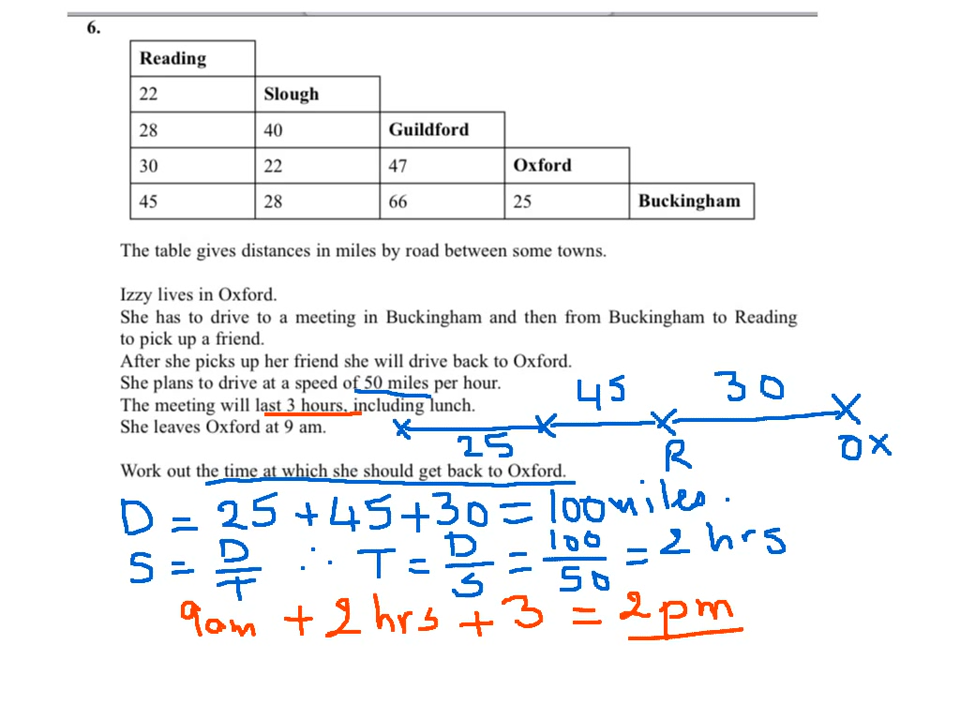 6.
Reading
22 Slough
28 40 Guildford
30 22 47 Oxford
45 28 66 25 Buckingham
The table gives distances in miles by road between some towns.
Izzy lives in Oxford.
She has to drive to a meeting in Buckingham and then from Buckingham to Reading
to pick up a friend.
After she picks up her friend she will drive back to Oxford.
She plans to drive at a speed of 50 miles per hour.
The meeting will last 3 hours, including lunch.
She leaves Oxford at 9 am.
25 45 30
R OX
Work out the time at which she should get back to Oxford.
D = 25 + 45 + 30 = 100 miles.
S = D/T ∴ T = D/S = 100/50 = 2 hrs
9am + 2 hrs + 3 = 2pm